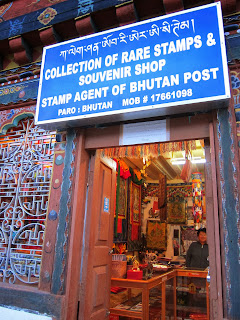 COLLECTION OF RARE STAMPS &
SOUVENIR SHOP
STAMP AGENT OF BHUTAN POST
PARO : BHUTAN MOB # 17661098